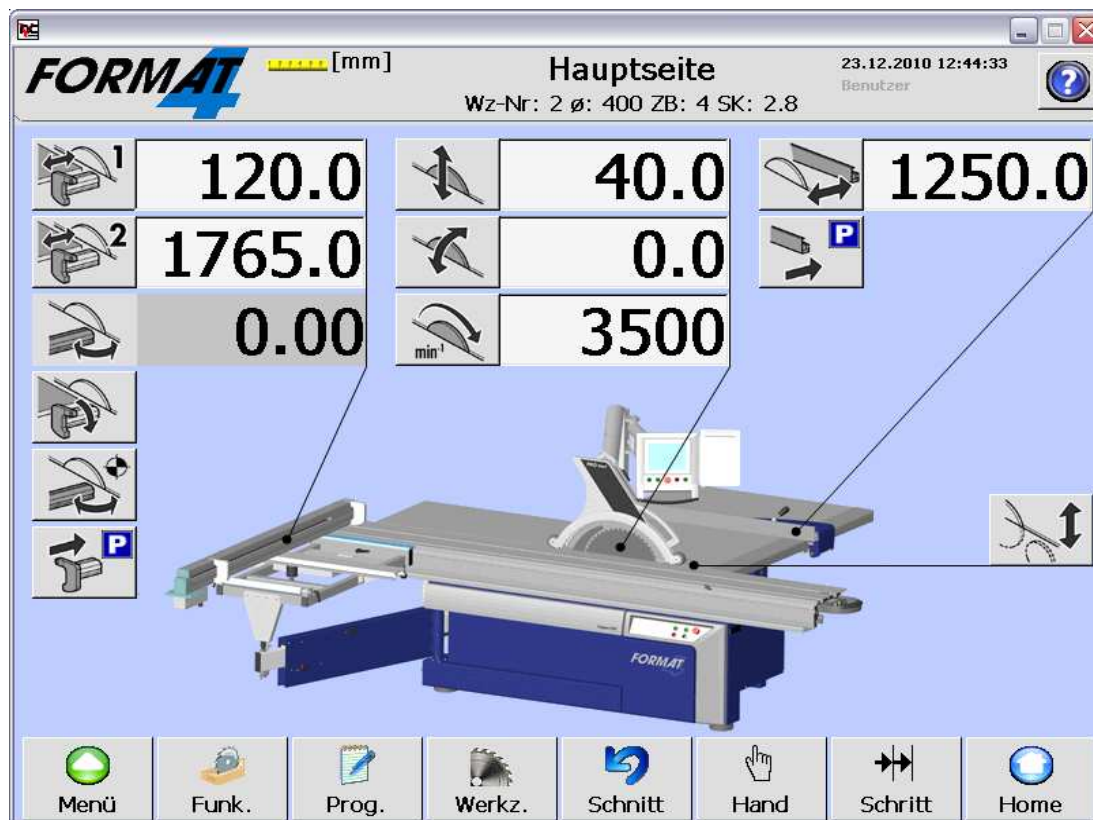 FORMAT 4
[mm]
Hauptseite
Wz-Nr: 2 ø: 400 ZB: 4 SK: 2.8
23.12.2010 12:44:33
Benutzer
?
1
120.0
40.0
1250.0
2
1765.0
0.0
P
0.00
min-1
3500
P
FORMAT 4
Menü
Funk.
Prog.
Werkz.
Schnitt
Hand
Schritt
Home